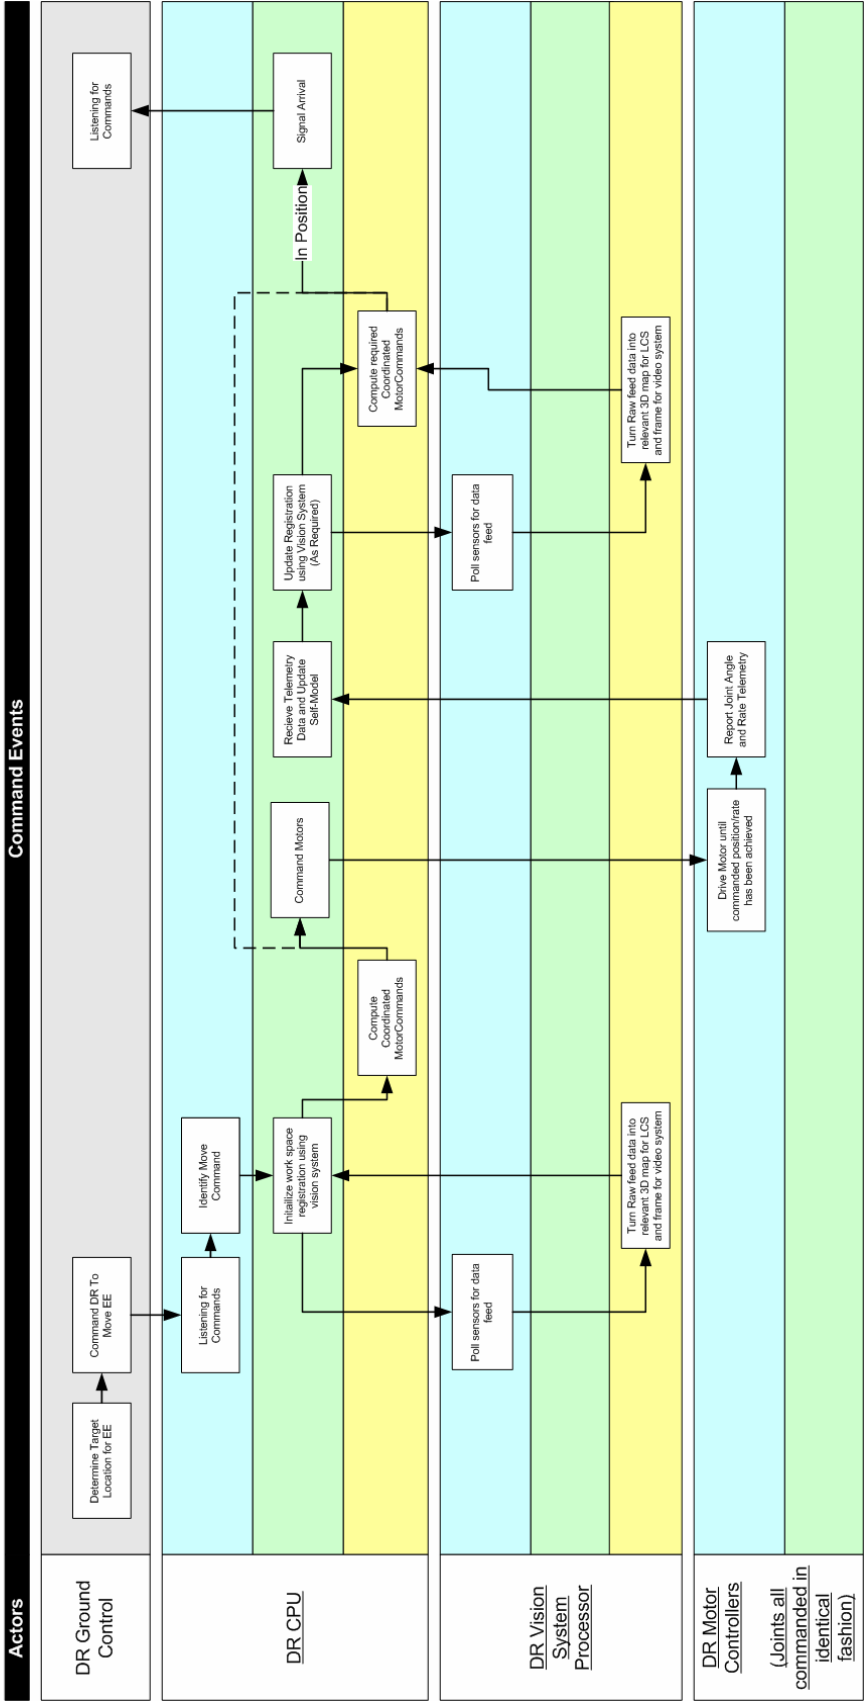 Actors
Command Events
DR Ground
Control
Determine Target
Location for EE
Command DR To
Move EE
Listening for
Commands
DR CPU
Listening for
Commands
Identify Move
Command
Initailize work space
registration using
vision system
Compute
Coordinated
MotorCommands
Command Motors
Recieve Telemetry
Data and Update
Self-Model
Update Registration
using Vision System
(As Required)
Compute required
Coordinated
MotorCommands
In Position
Signal Arrival
DR Vision
System
Processor
Poll sensors for data
feed
Turn Raw feed data into
relevant 3D map for LCS
and frame for video system
Poll sensors for data
feed
Turn Raw feed data into
relevant 3D map for LCS
and frame for video system
DR Motor
Controllers
(Joints all
commanded in
identical
fashion)
Drive Motor until
commanded position/rate
has been achieved
Report Joint Angle
and Rate Telemetry